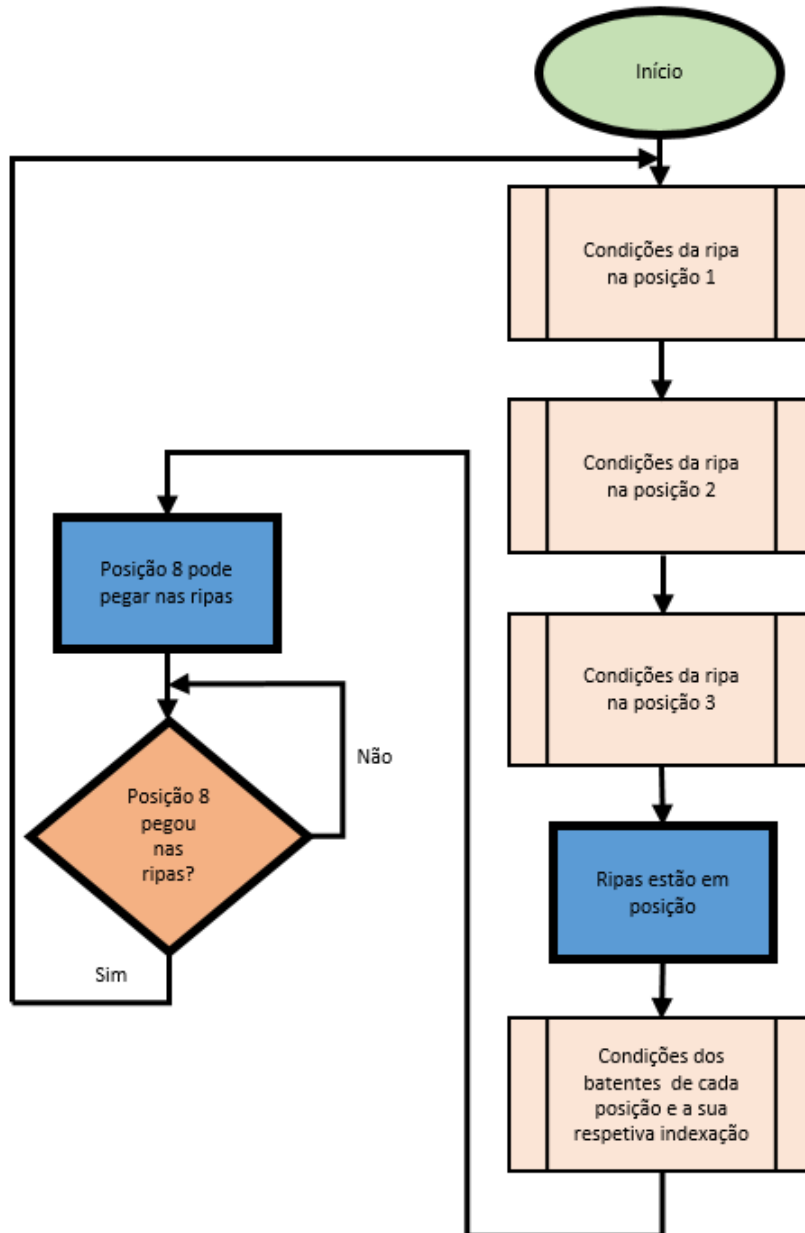 Início
Condições da ripa
na posição 1
Condições da ripa
na posição 2
Condições da ripa
na posição 3
Ripas estão em
posição
Condições dos
batentes de cada
posição e a sua
respetiva indexação
Posição 8 pode
pegar nas ripas
Posição 8
pegou
nas
ripas?
Não
Sim